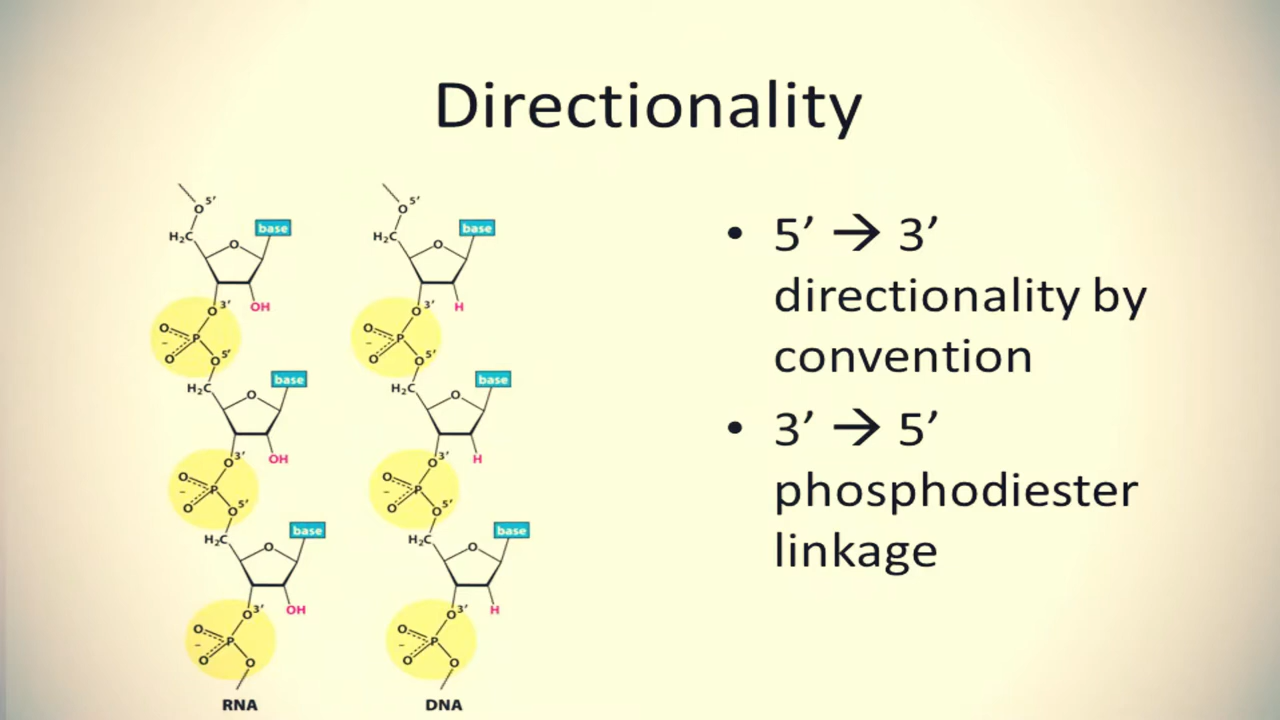 Directionality
5’
H₂C
O
O
base
3’
O
OH
O
P
–
O
5’
O
H₂C
O
base
3’
O
OH
O
P
–
O
5’
O
H₂C
O
base
3’
O
OH
O
P
–
O
O
RNA
5’
O
H₂C
O
base
3’
O
H
O
P
–
O
5’
O
H₂C
O
base
3’
O
H
O
P
–
O
5’
O
H₂C
O
base
3’
O
H
O
P
–
O
O
DNA
• 5’ → 3’
directionality by
convention
• 3’ → 5’
phosphodiester
linkage